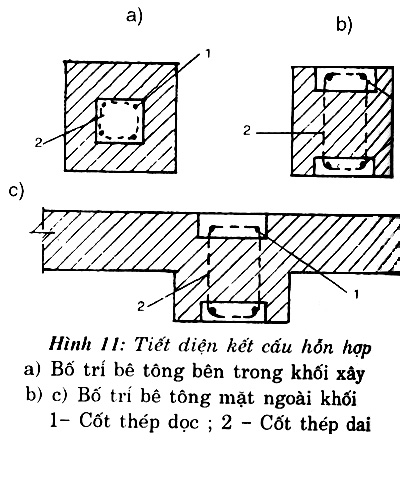 a)
b)
1
2
2
c)
2
1
Hình 11: Tiết diện kết cấu hỗn hợp
a) Bố trí bê tông bên trong khối xây
b) c) Bố trí bê tông mặt ngoài khối
1- Cốt thép dọc ; 2 - Cốt thép dai